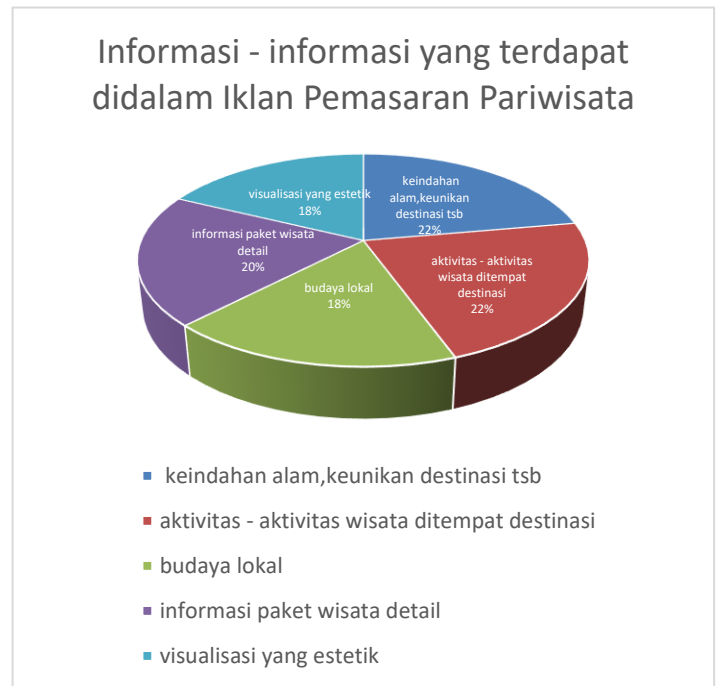 Informasi - informasi yang terdapat
didalam Iklan Pemasaran Pariwisata
visualisasi yang estetik
18%
keindahan
alam,keunikan
destinasi tsb
22%
informasi paket wisata
detail
20%
aktivitas - aktivitas
wisata ditempat
destinasi
22%
budaya lokal
18%
keindahan alam,keunikan destinasi tsb
aktivitas - aktivitas wisata ditempat destinasi
budaya lokal
informasi paket wisata detail
visualisasi yang estetik